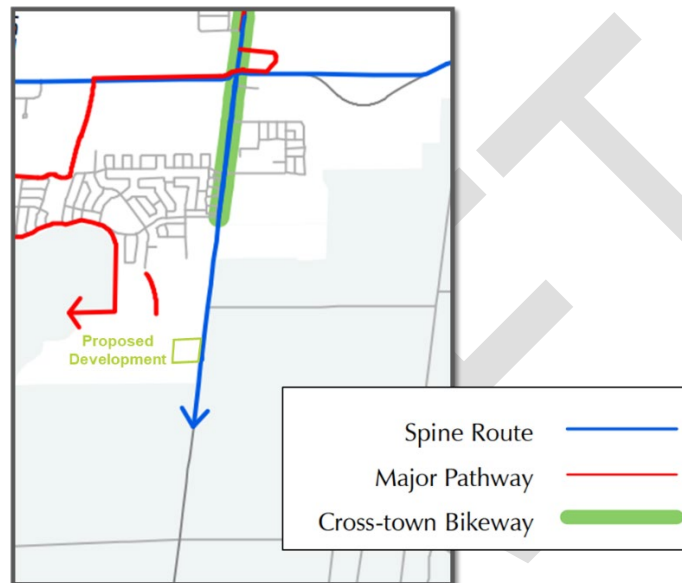 Proposed
Development
Spine Route
Major Pathway
Cross-town Bikeway